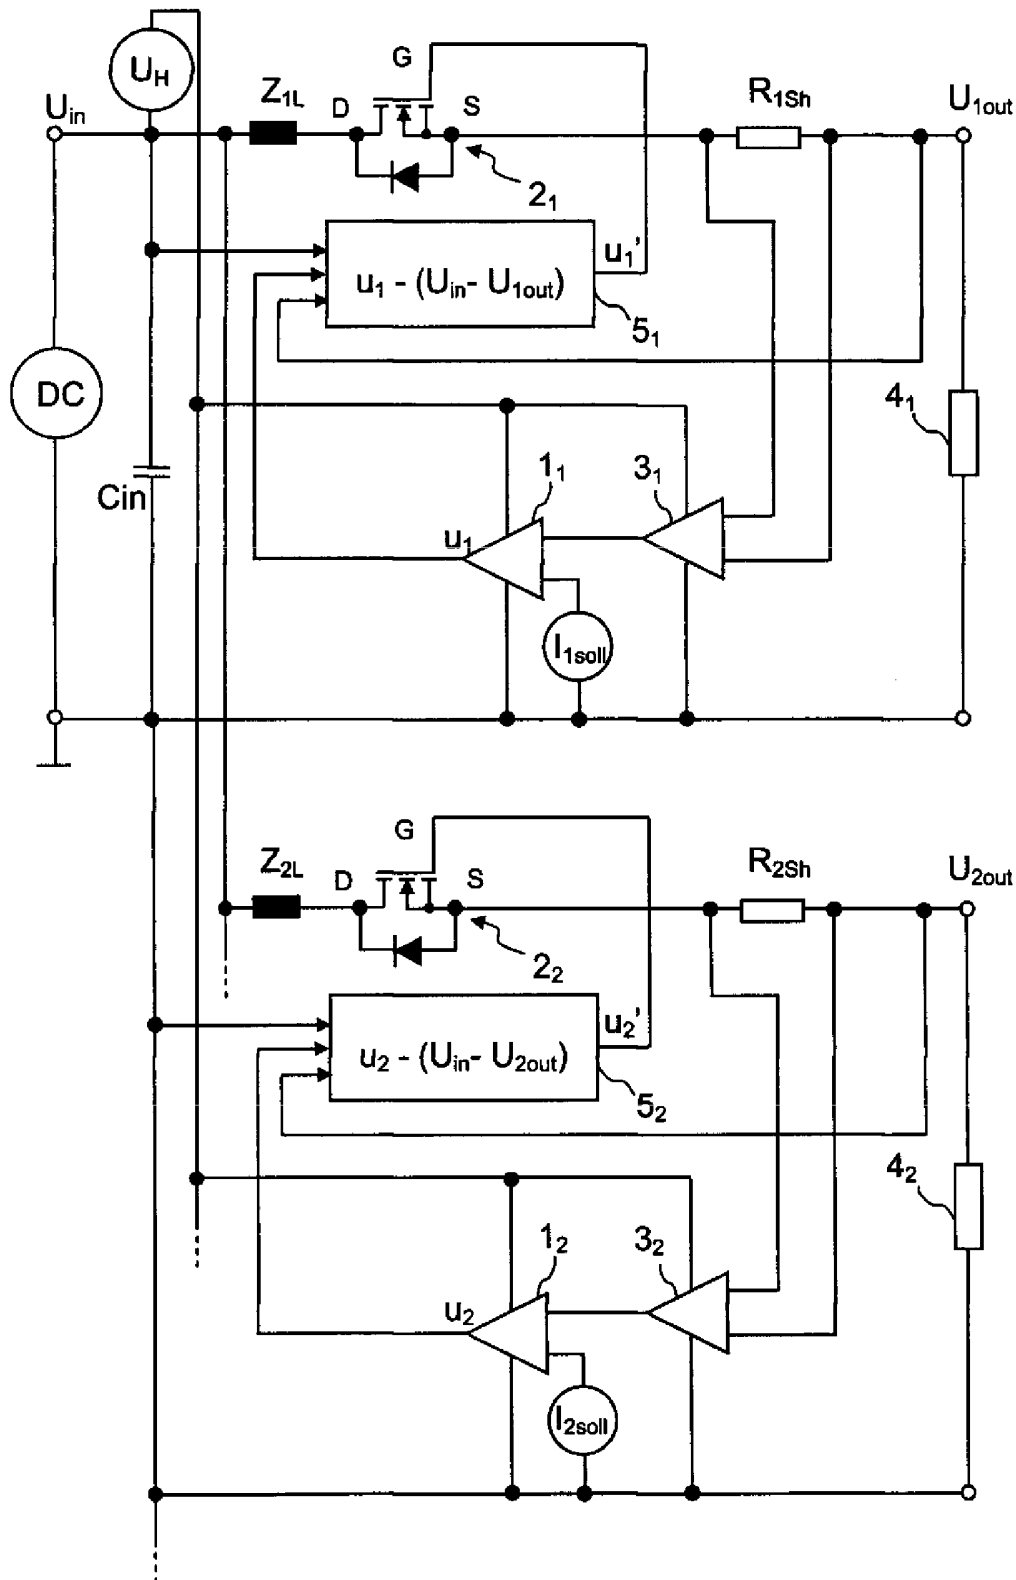 U_H
U_in
Z_1L
D
G
S
R_1Sh
U_1out
2_1
u_1 - (U_in - U_1out)
u_1'
5_1
DC
4_1
Cin
1_1
3_1
u_1
I_1soll
Z_2L
D
G
S
R_2Sh
U_2out
2_2
u_2 - (U_in - U_2out)
u_2'
5_2
4_2
1_2
3_2
u_2
I_2soll